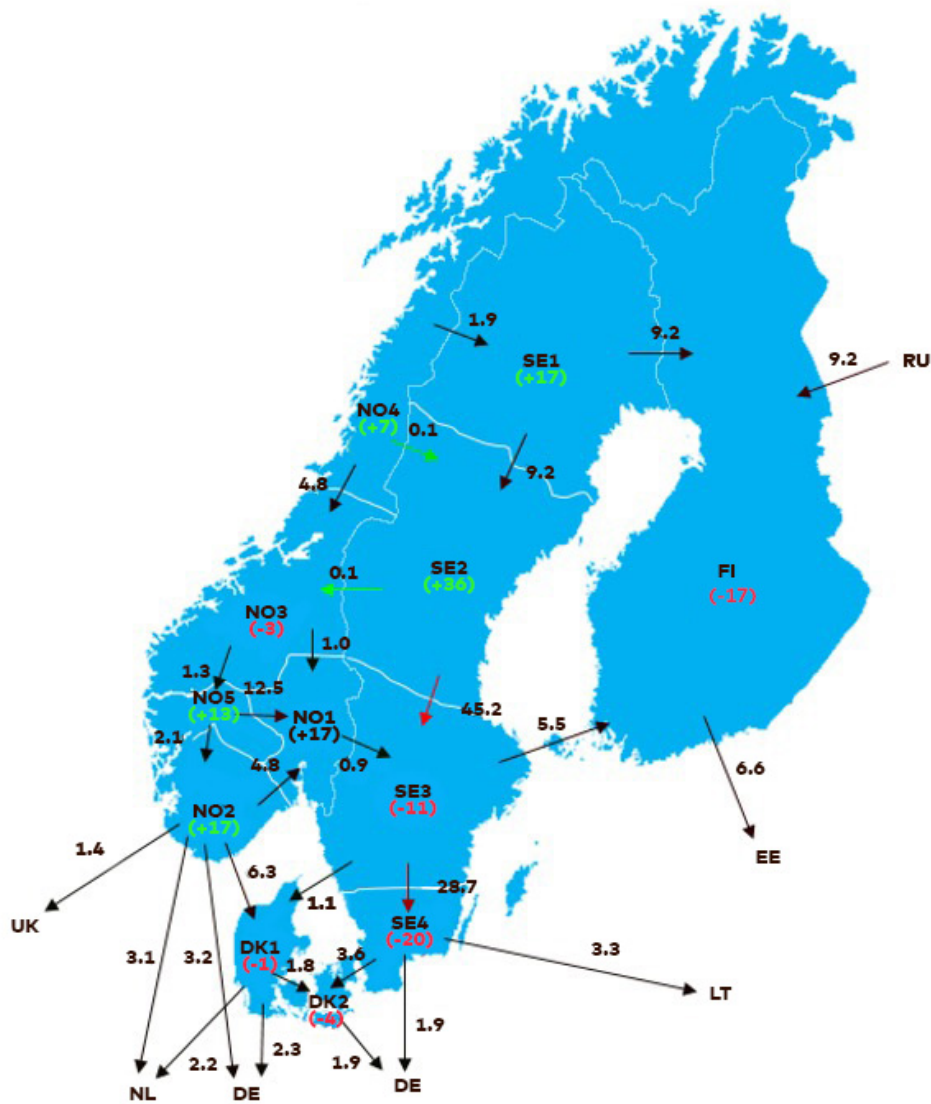 1.9
9.2
9.2
RU
SE1
(+17)
NO4
(+7)
0.1
9.2
4.8
SE2
(+36)
0.1
FI
(-17)
NO3
(-3)
1.0
1.3
12.5
NO5
(+13)
45.2
NO1
(+17)
5.5
2.1
4.8
0.9
6.6
SE3
(-11)
NO2
(+17)
1.4
EE
6.3
28.7
1.1
UK
SE4
(-20)
DK1
(-1)
3.1
3.2
1.8
3.6
3.3
LT
DK2
(-4)
1.9
2.3
2.2
1.9
NL
DE
DE